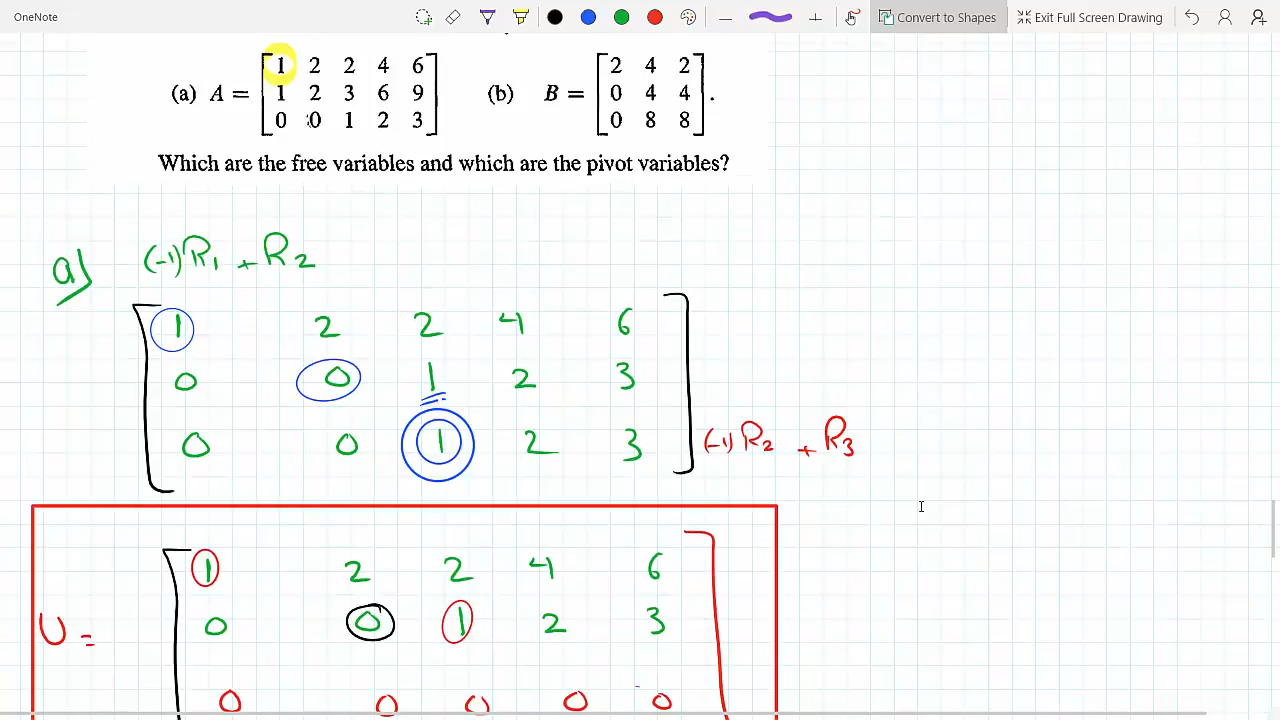 OneNote
Convert to Shapes Exit Full Screen Drawing
(a) A = [1 2 2 4 6
1 2 3 6 9
0 0 1 2 3]
(b) B = [2 4 2
0 4 4
0 8 8].
Which are the free variables and which are the pivot variables?
a) (-1)R1 + R2
1 2 2 4 6
0 0 1 2 3
0 0 1 2 3 (-1)R2 + R3
U =
1 2 2 4 6
0 0 1 2 3
0 0 0 0 0